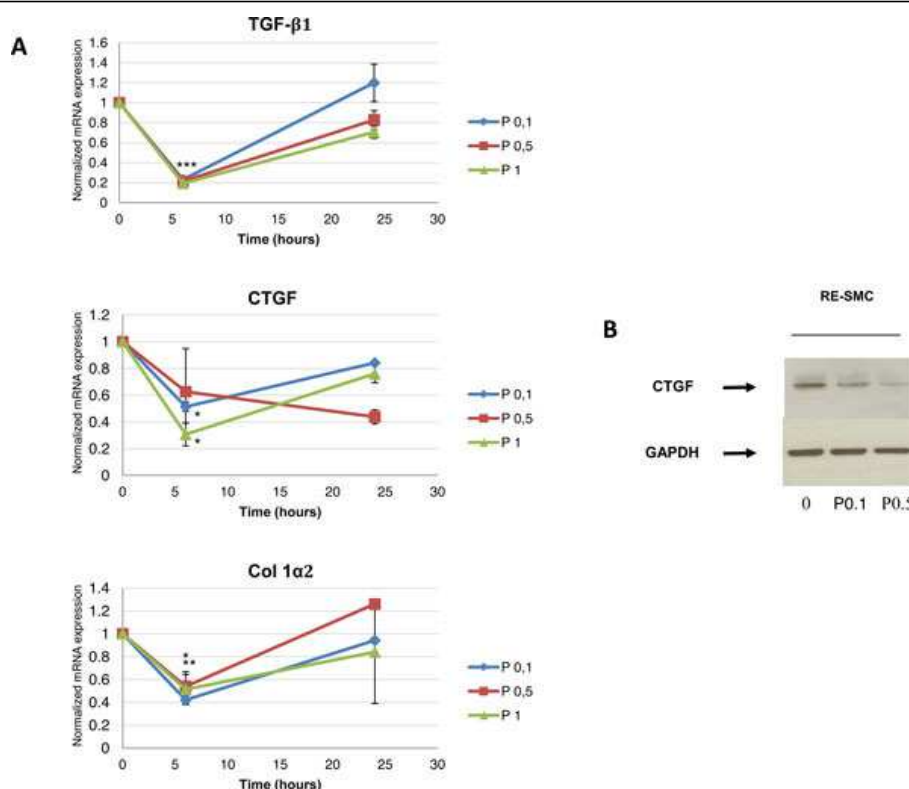 A
TGF-β1
Normalized mRNA expression
1.6
1.4
1.2
1
0.8
0.6
0.4
0.2
0
***
0 5 10 15 20 25 30
Time (hours)
P 0,1
P 0,5
P 1
CTGF
Normalized mRNA expression
1.2
1
0.8
0.6
0.4
0.2
0
*
*
0 5 10 15 20 25 30
Time (hours)
P 0,1
P 0,5
P 1
Col 1α2
Normalized mRNA expression
1.4
1.2
1
0.8
0.6
0.4
0.2
0
*
**
0 5 10 15 20 25 30
Time (hours)
P 0,1
P 0,5
P 1
B
RE-SMC
CTGF
GAPDH
0 P0.1 P0.5